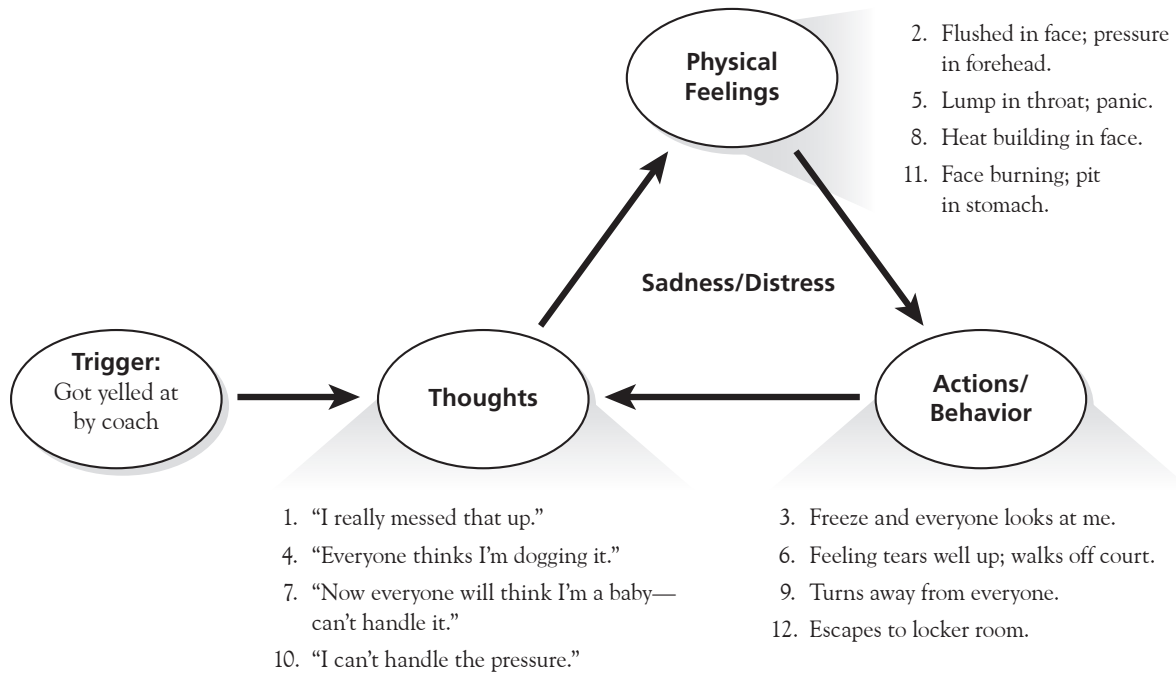 Physical
Feelings
2. Flushed in face; pressure
in forehead.
5. Lump in throat; panic.
8. Heat building in face.
11. Face burning; pit
in stomach.
Sadness/Distress
Trigger:
Got yelled at
by coach
Thoughts
Actions/
Behavior
1. “I really messed that up.”
4. “Everyone thinks I’m dogging it.”
7. “Now everyone will think I’m a baby—
can’t handle it.”
10. “I can’t handle the pressure.”
3. Freeze and everyone looks at me.
6. Feeling tears well up; walks off court.
9. Turns away from everyone.
12. Escapes to locker room.